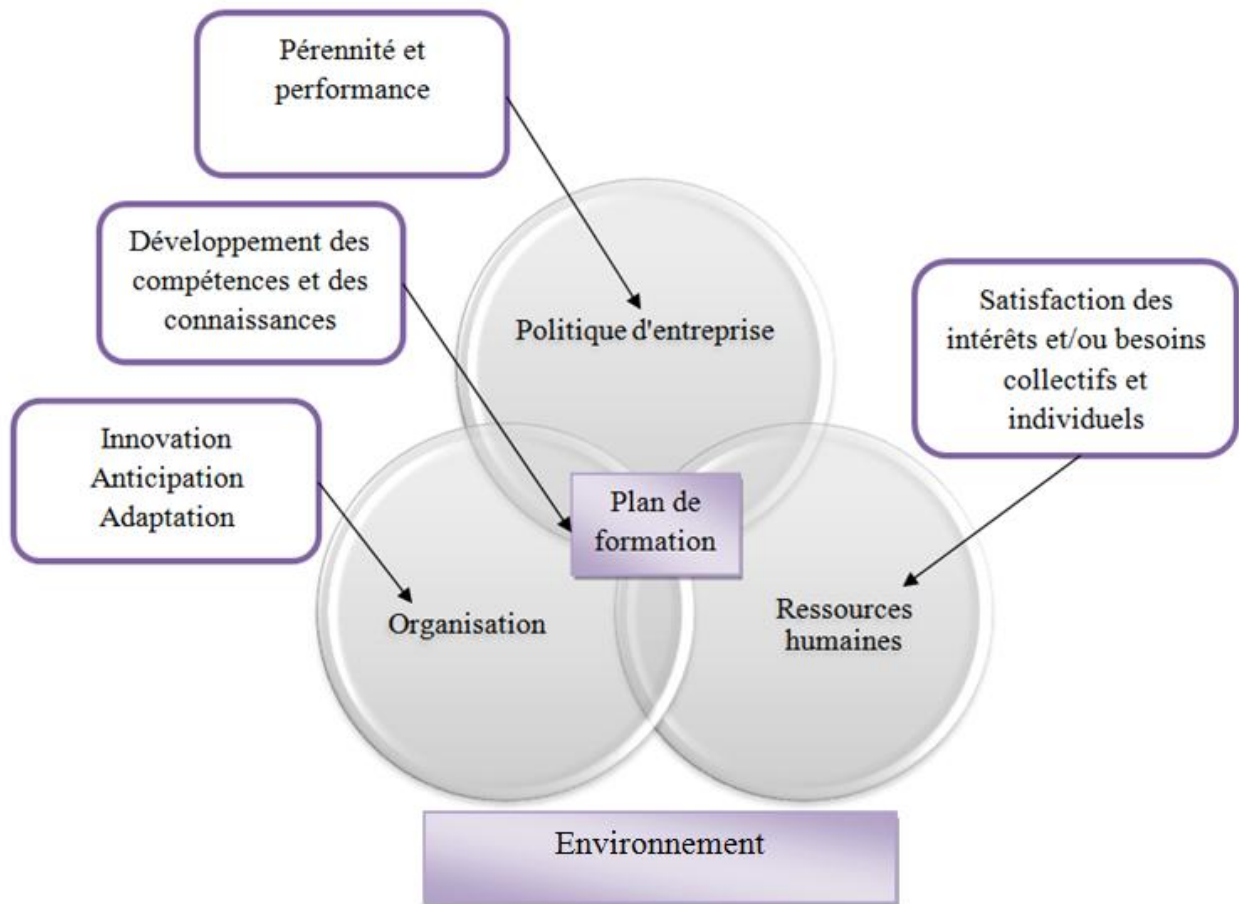 Pérennité et
performance
Développement des
compétences et des
connaissances
Satisfaction des
intérêts et/ou besoins
collectifs et
individuels
Politique d'entreprise
Innovation
Anticipation
Adaptation
Plan de
formation
Organisation
Ressources
humaines
Environnement